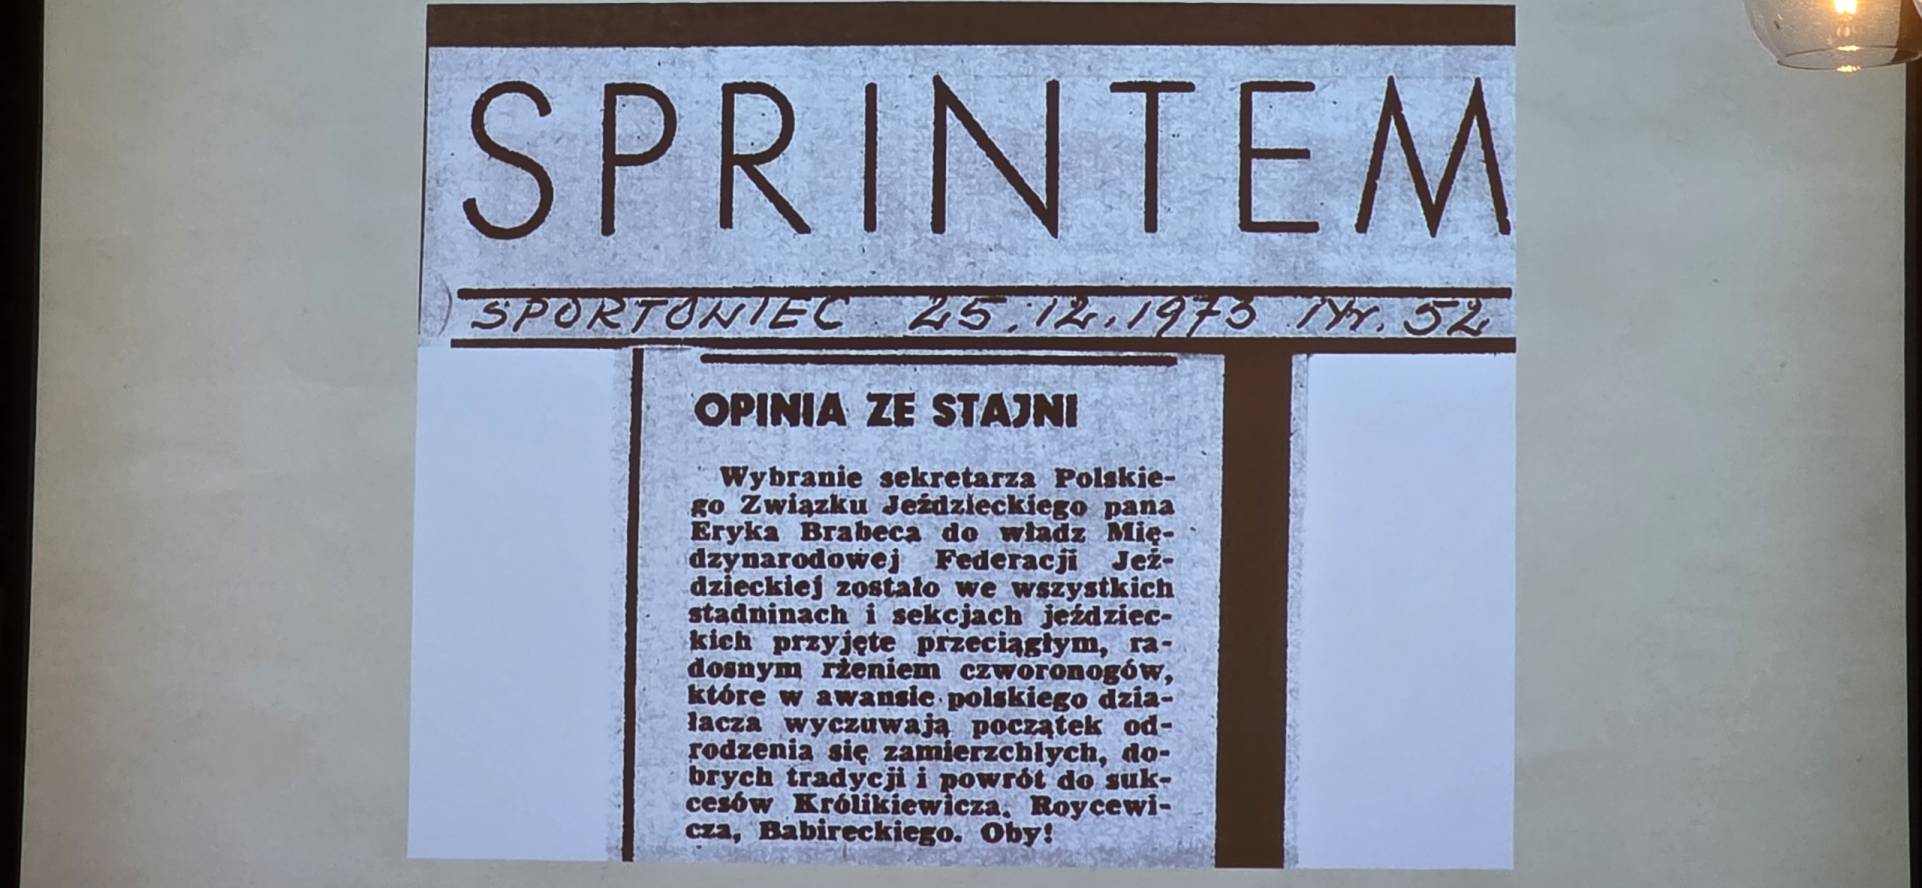 SPRINTEM
SPORTOWIEC 25.12.1973 Nr. 52
OPINIA ZE STAJNI
Wybranie sekretarza Polskie-
go Związku Jeździeckiego pana
Eryka Brabeca do władz Mię-
dzynarodowej Federacji Jeź-
dzieckiej zostało we wszystkich
stadninach i sekcjach jeździec-
kich przyjęte przeciągłym, ra-
dosnym rżeniem czworonogów,
które w awansie polskiego dzia-
łacza wyczuwają początek od-
rodzenia się zamierzchłych, do-
brych tradycji i powrót do suk-
cesów Królikiewicza, Roycewi-
cza, Babireckiego. Oby!